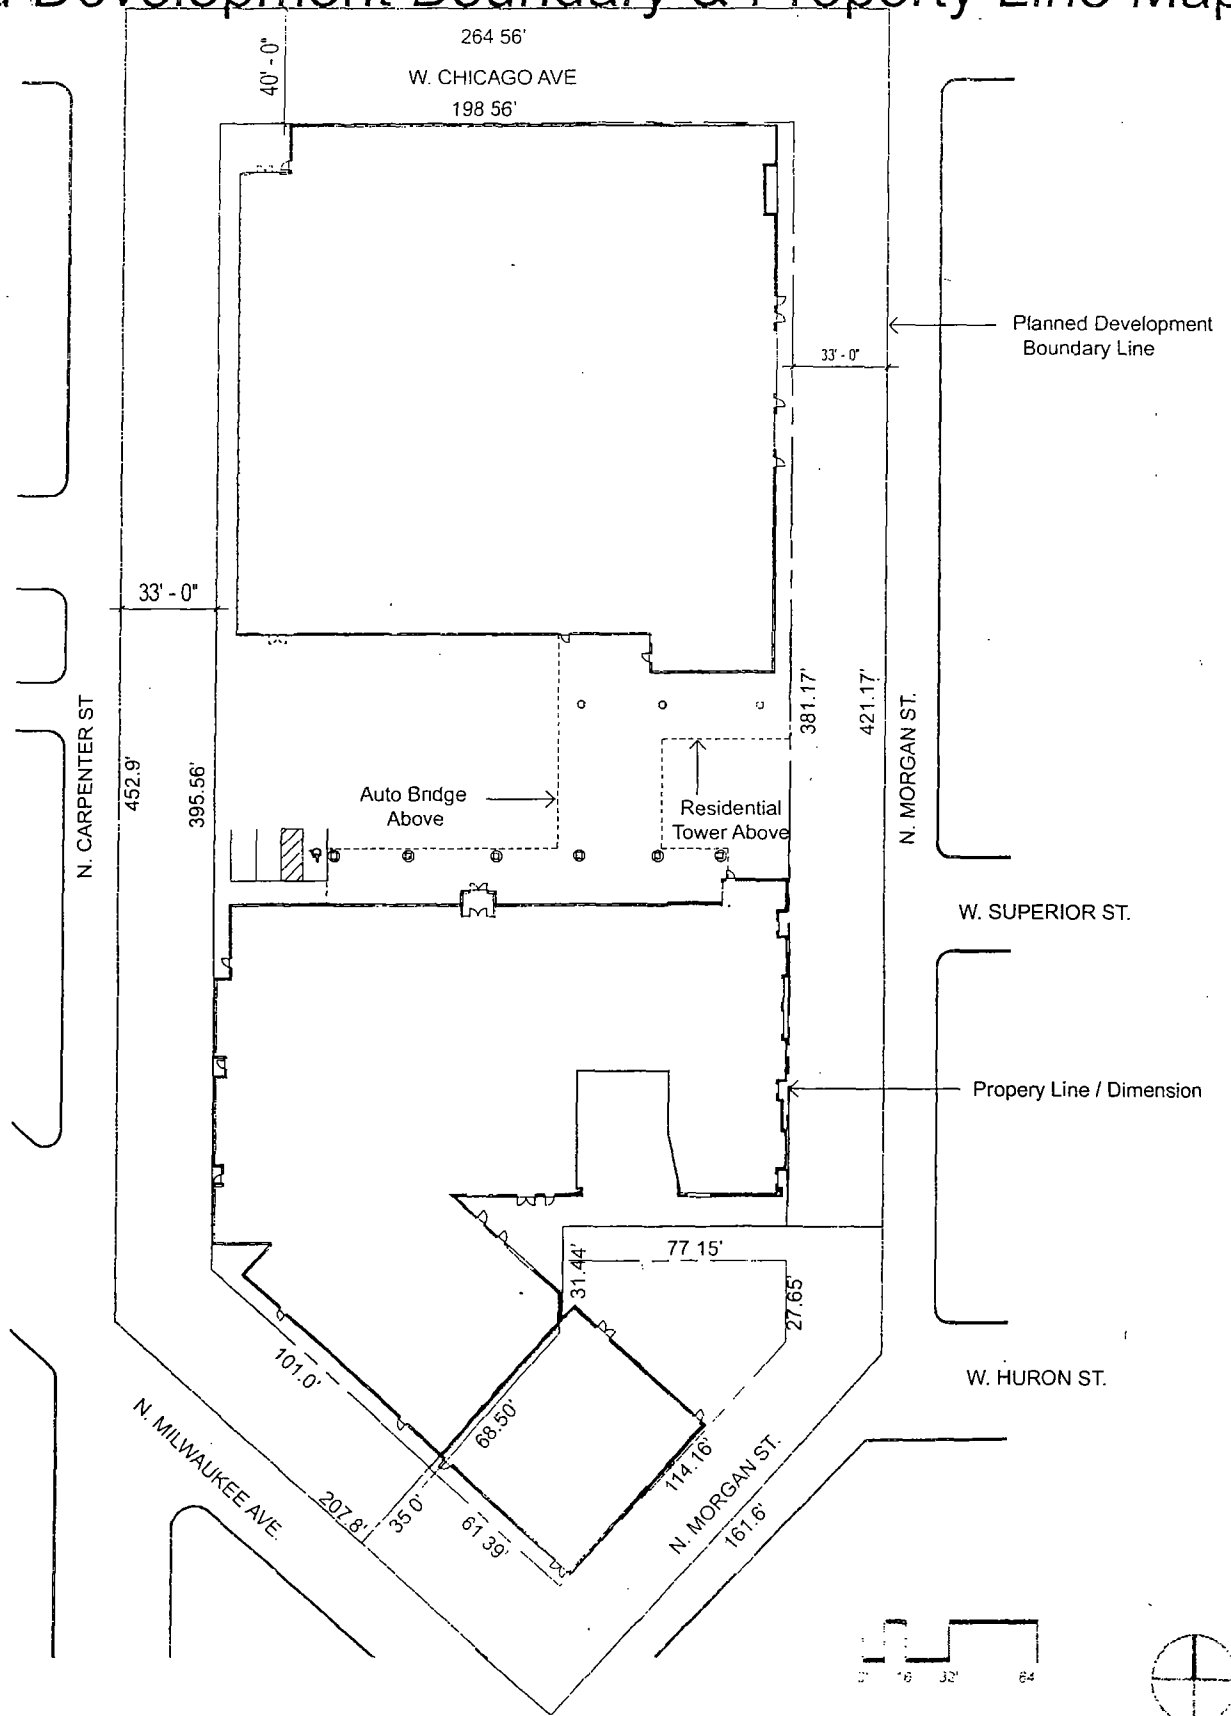 Development Boundary & Property Line Map
264 56'
40' - 0"
W. CHICAGO AVE
198 56'
Planned Development
Boundary Line
33' - 0"
33' - 0"
N. CARPENTER ST
452.9'
395.56'
381.17'
421.17'
N. MORGAN ST.
Auto Bridge
Above
Residential
Tower Above
W. SUPERIOR ST.
Propery Line / Dimension
77 15'
31.44'
27.65'
101.0'
W. HURON ST.
N. MILWAUKEE AVE.
68.50'
114.16'
N. MORGAN ST.
207.8'
35 0'
61 39'
161.6'
0' 16 32' 64